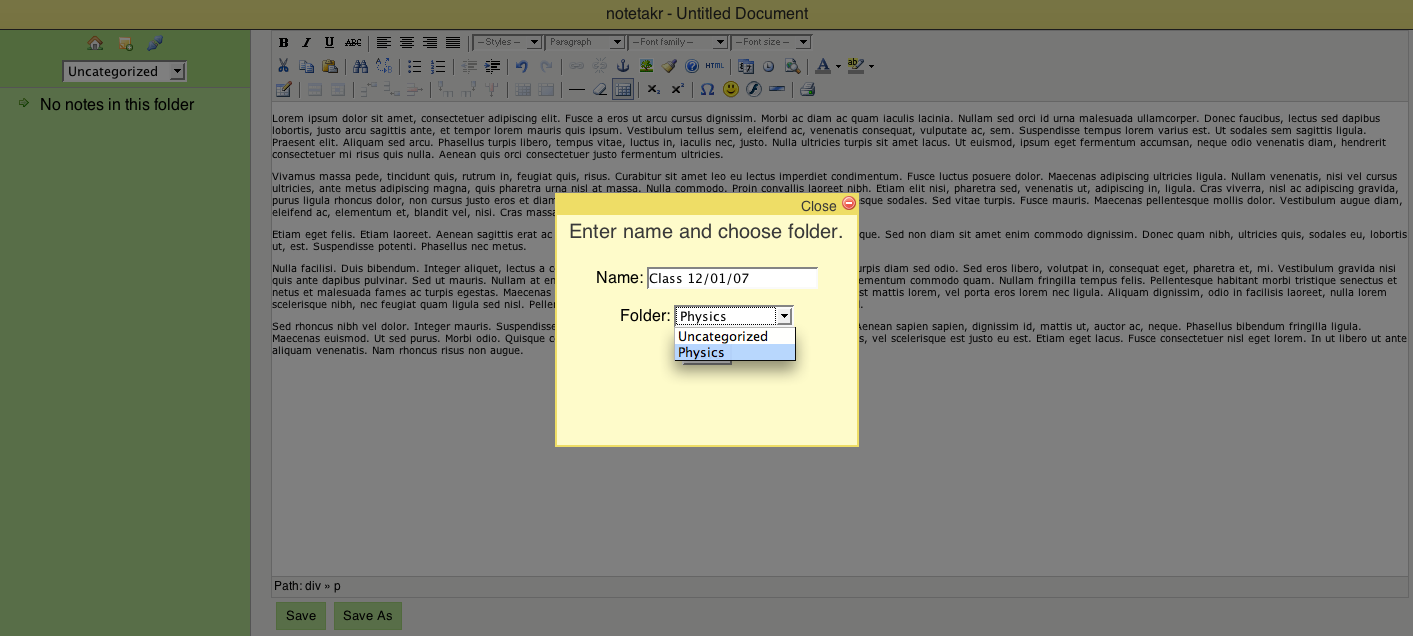 notetakr - Untitled Document
Uncategorized
No notes in this folder
B I U ABC -- Styles -- Paragraph -- Font family -- -- Font size --
HTML
Lorem ipsum dolor sit amet, consectetuer adipiscing elit. Fusce a eros ut arcu cursus dignissim. Morbi ac diam ac quam iaculis lacinia. Nullam sed orci id urna malesuada ullamcorper. Donec faucibus, lectus sed dapibus
lobortis, justo arcu sagittis ante, et tempor lorem mauris quis ipsum. Vestibulum tellus sem, eleifend ac, venenatis consequat, vulputate ac, sem. Suspendisse tempus lorem varius est. Ut sodales sem sagittis ligula.
Praesent elit. Aliquam sed arcu. Phasellus turpis libero, tempus vitae, luctus in, iaculis nec, justo. Nulla ultricies turpis sit amet lacus. Ut euismod, ipsum eget fermentum accumsan, neque odio venenatis diam, hendrerit
consectetuer mi risus quis nulla. Aenean quis orci consectetuer justo fermentum ultricies.
Vivamus massa pede, tincidunt quis, rutrum in, feugiat quis, risus. Curabitur sit amet leo eu lectus imperdiet condimentum. Fusce luctus posuere dolor. Maecenas adipiscing ultricies ligula. Nullam venenatis, nisi vel cursus
ultricies, ante metus adipiscing magna, quis pharetra urna nisl at massa. Nulla commodo. Proin convallis laoreet nibh. Etiam elit nisi, pharetra sed, venenatis ut, adipiscing in, ligula. Cras viverra, nisl ac adipiscing gravida,
purus ligula rhoncus dolor, non cursus justo eros et diam sque sodales. Sed vitae turpis. Fusce mauris. Maecenas pellentesque mollis dolor. Vestibulum augue diam,
eleifend ac, elementum et, blandit vel, nisi. Cras massa
Etiam eget felis. Etiam laoreet. Aenean sagittis erat ac que. Sed non diam sit amet enim commodo dignissim. Donec quam nibh, ultricies quis, sodales eu, lobortis
ut, est. Suspendisse potenti. Phasellus nec metus.
Nulla facilisi. Duis bibendum. Integer aliquet, lectus a urpis diam sed odio. Sed eros libero, volutpat in, consequat eget, pharetra et, mi. Vestibulum gravida nisi
quis ante dapibus pulvinar. Sed ut mauris. Nullam at entum commodo quam. Nullam fringilla tempus felis. Pellentesque habitant morbi tristique senectus et
netus et malesuada fames ac turpis egestas. Maecenas st mattis lorem, vel porta eros lorem nec ligula. Aliquam dignissim, odio in facilisis laoreet, nulla lorem
scelerisque nibh, nec feugiat quam ligula sed nisl. Pelle
Sed rhoncus nibh vel dolor. Integer mauris. Suspendisse Aenean sapien sapien, dignissim id, mattis ut, auctor ac, neque. Phasellus bibendum fringilla ligula.
Maecenas euismod. Ut sed purus. Morbi odio. Quisque , vel scelerisque est justo eu est. Etiam eget lacus. Fusce consectetuer nisl eget lorem. In ut libero ut ante
aliquam venenatis. Nam rhoncus risus non augue.
Close
Enter name and choose folder.
Name: Class 12/01/07
Folder: Physics
Uncategorized
Physics
Path: div » p
Save Save As